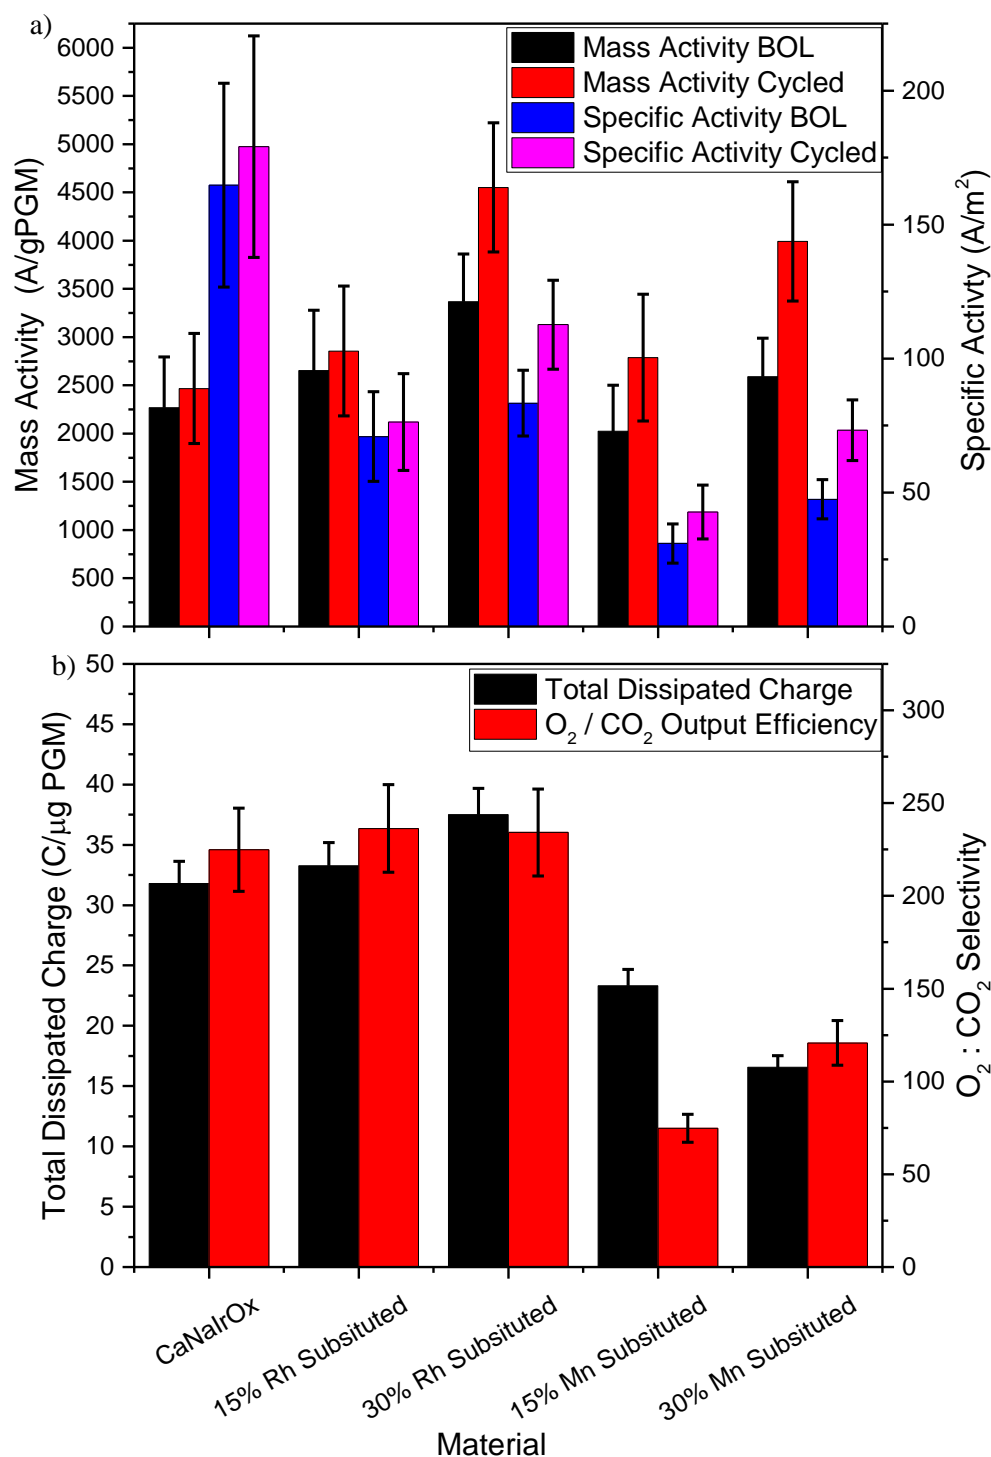 a)
Mass Activity BOL
Mass Activity Cycled
Specific Activity BOL
Specific Activity Cycled
6000
5500
5000
4500
4000
3500
3000
2500
2000
1500
1000
500
0
Mass Activity (A/gPGM)
200
150
100
50
0
Specific Activty (A/m²)
b)
Total Dissipated Charge
O₂ / CO₂ Output Efficiency
50
45
40
35
30
25
20
15
10
5
0
Total Dissipated Charge (C/μg PGM)
300
250
200
150
100
50
0
O₂ : CO₂ Selectivity
CaNaIrOx
15% Rh Subsituted
30% Rh Subsituted
15% Mn Subsituted
30% Mn Subsituted
Material